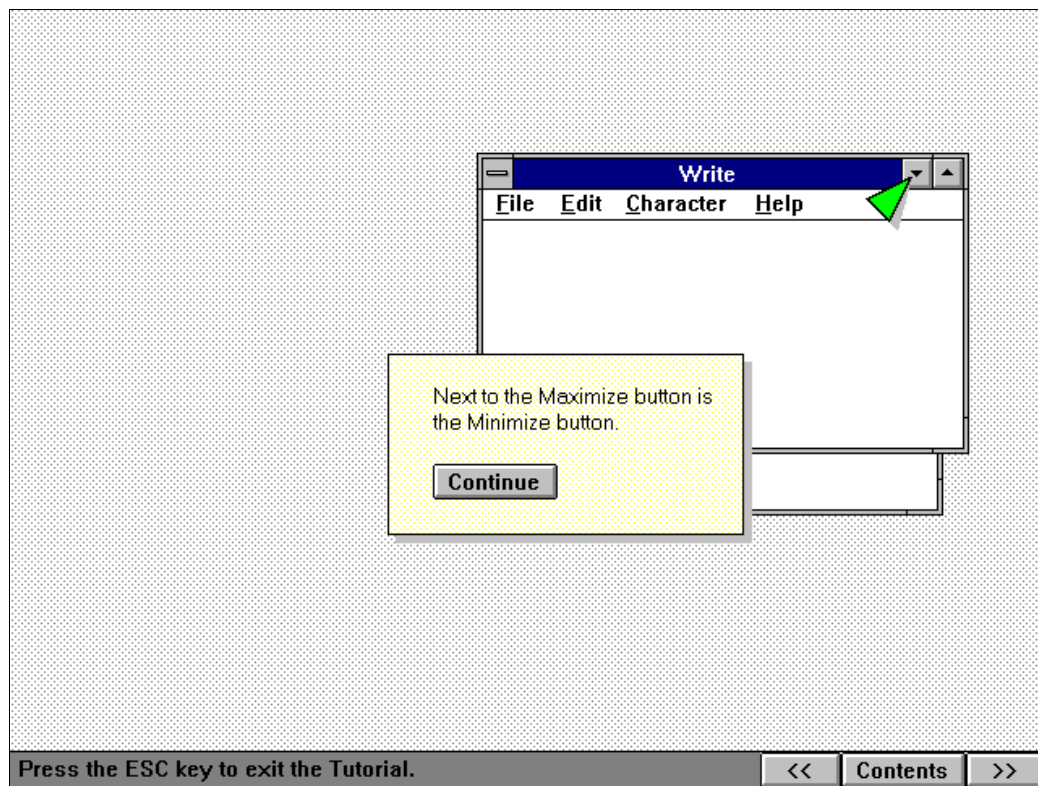 Write
File Edit Character Help
Next to the Maximize button is
the Minimize button.
Continue
Press the ESC key to exit the Tutorial. << Contents >>